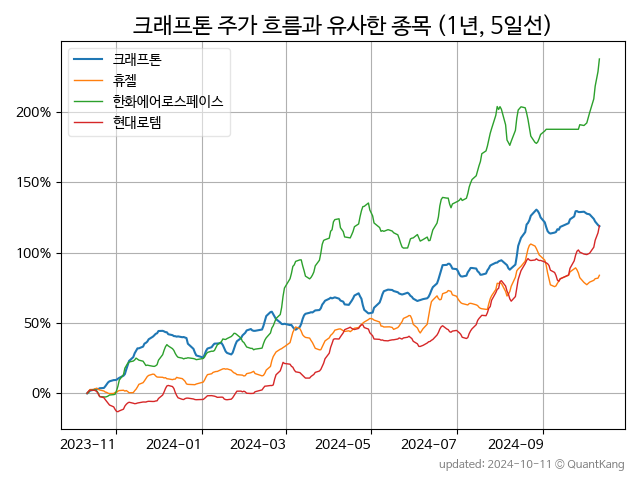 크래프톤 주가 흐름과 유사한 종목 (1년, 5일선)
크래프톤
휴젤
한화에어로스페이스
현대로템
200%
150%
100%
50%
0%
2023-11 2024-01 2024-03 2024-05 2024-07 2024-09
updated: 2024-10-11 © QuantKang